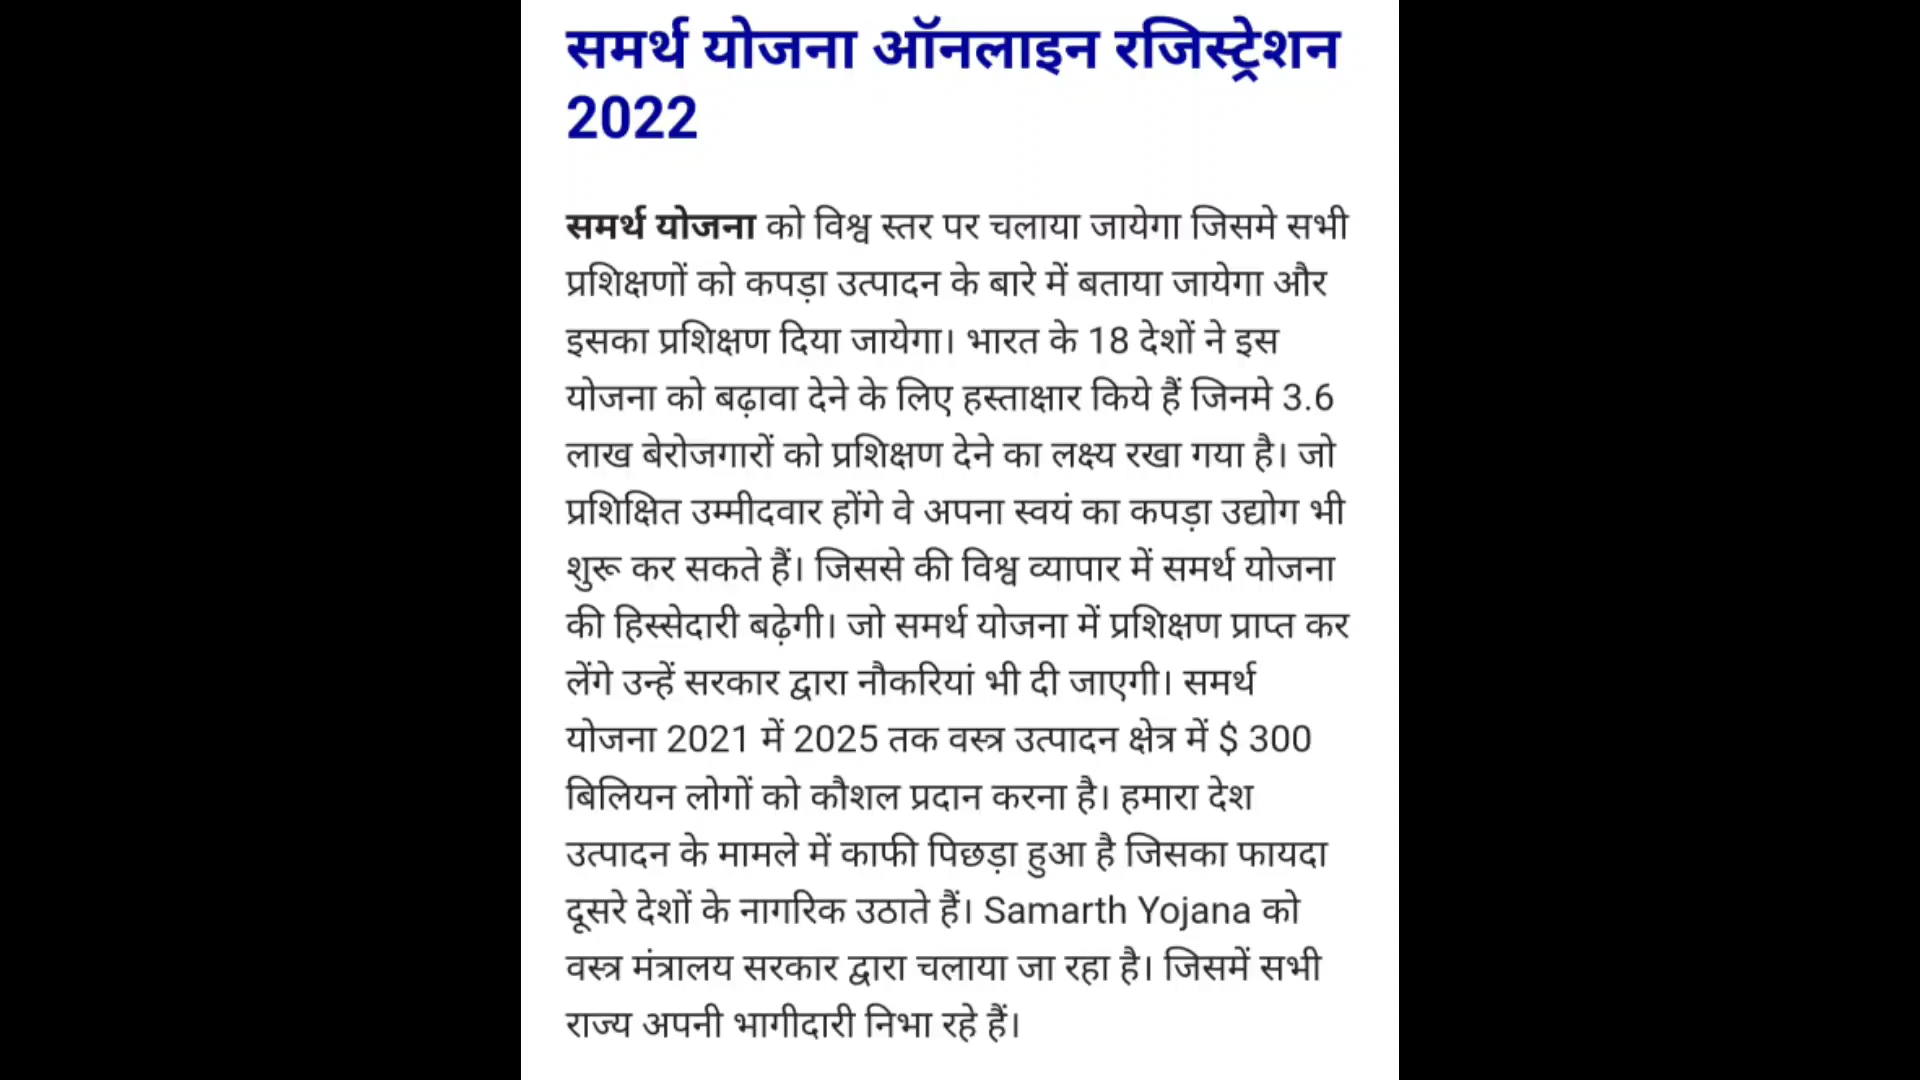 समर्थ योजना ऑनलाइन रजिस्ट्रेशन
2022
समर्थ योजना को विश्व स्तर पर चलाया जायेगा जिसमे सभी
प्रशिक्षणों को कपड़ा उत्पादन के बारे में बताया जायेगा और
इसका प्रशिक्षण दिया जायेगा। भारत के 18 देशों ने इस
योजना को बढ़ावा देने के लिए हस्ताक्षार किये हैं जिनमे 3.6
लाख बेरोजगारों को प्रशिक्षण देने का लक्ष्य रखा गया है। जो
प्रशिक्षित उम्मीदवार होंगे वे अपना स्वयं का कपड़ा उद्योग भी
शुरू कर सकते हैं। जिससे की विश्व व्यापार में समर्थ योजना
की हिस्सेदारी बढ़ेगी। जो समर्थ योजना में प्रशिक्षण प्राप्त कर
लेंगे उन्हें सरकार द्वारा नौकरियां भी दी जाएगी। समर्थ
योजना 2021 में 2025 तक वस्त्र उत्पादन क्षेत्र में $ 300
बिलियन लोगों को कौशल प्रदान करना है। हमारा देश
उत्पादन के मामले में काफी पिछड़ा हुआ है जिसका फायदा
दूसरे देशों के नागरिक उठाते हैं। Samarth Yojana को
वस्त्र मंत्रालय सरकार द्वारा चलाया जा रहा है। जिसमें सभी
राज्य अपनी भागीदारी निभा रहे हैं।